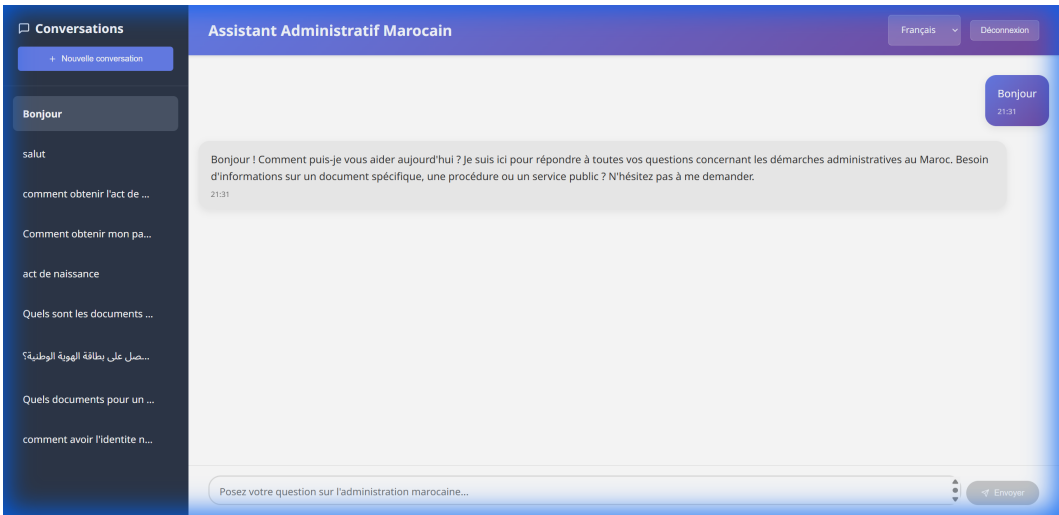 Conversations
+ Nouvelle conversation
Bonjour
salut
comment obtenir l'act de ...
Comment obtenir mon pa...
act de naissance
Quels sont les documents ...
...صل على بطاقة الهوية الوطنية؟
Quels documents pour un ...
comment avoir l'identite n...
Assistant Administratif Marocain
Français
Déconnexion
Bonjour
21:31
Bonjour ! Comment puis-je vous aider aujourd'hui ? Je suis ici pour répondre à toutes vos questions concernant les démarches administratives au Maroc. Besoin
d'informations sur un document spécifique, une procédure ou un service public ? N'hésitez pas à me demander.
21:31
Posez votre question sur l'administration marocaine...
Envoyer